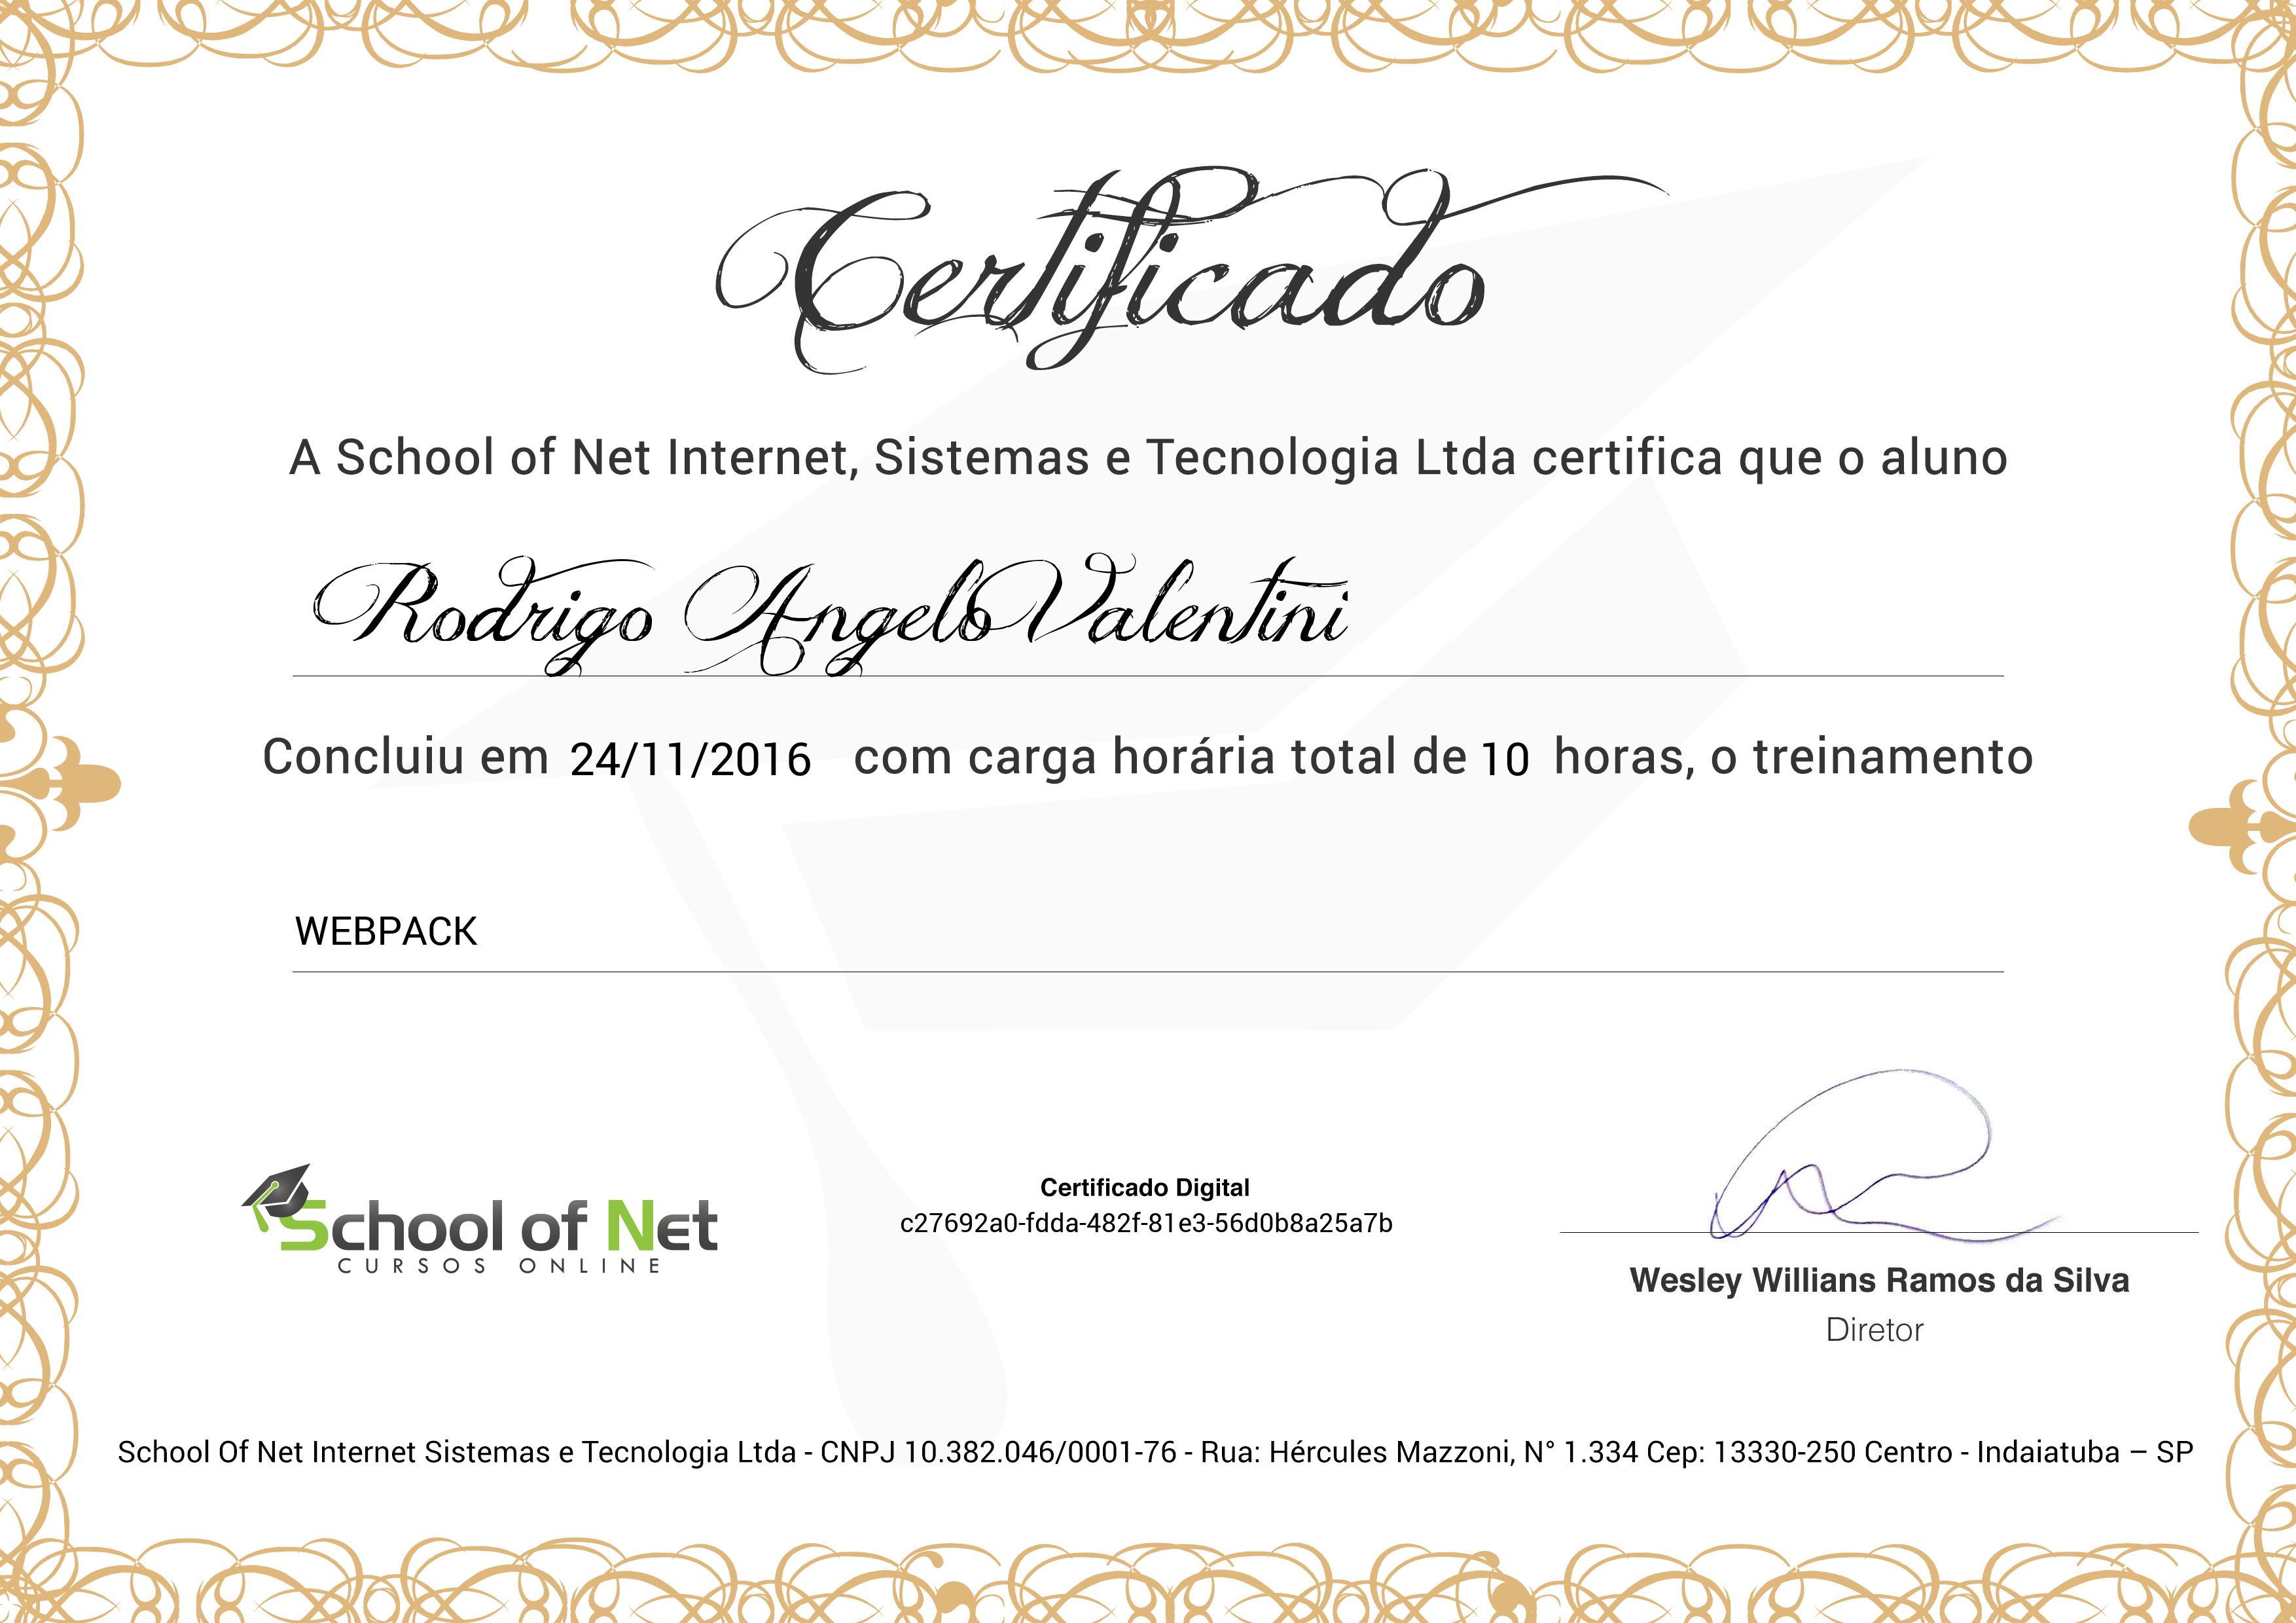 Certificado
A School of Net Internet, Sistemas e Tecnologia Ltda certifica que o aluno
Rodrigo Angelo Valentini
Concluiu em 24/11/2016 com carga horária total de 10 horas, o treinamento
WEBPACK
School of Net
CURSOS ONLINE
Certificado Digital
c27692a0-fdda-482f-81e3-56d0b8a25a7b
Wesley Willians Ramos da Silva
Diretor
School Of Net Internet Sistemas e Tecnologia Ltda - CNPJ 10.382.046/0001-76 - Rua: Hércules Mazzoni, N° 1.334 Cep: 13330-250 Centro - Indaiatuba – SP